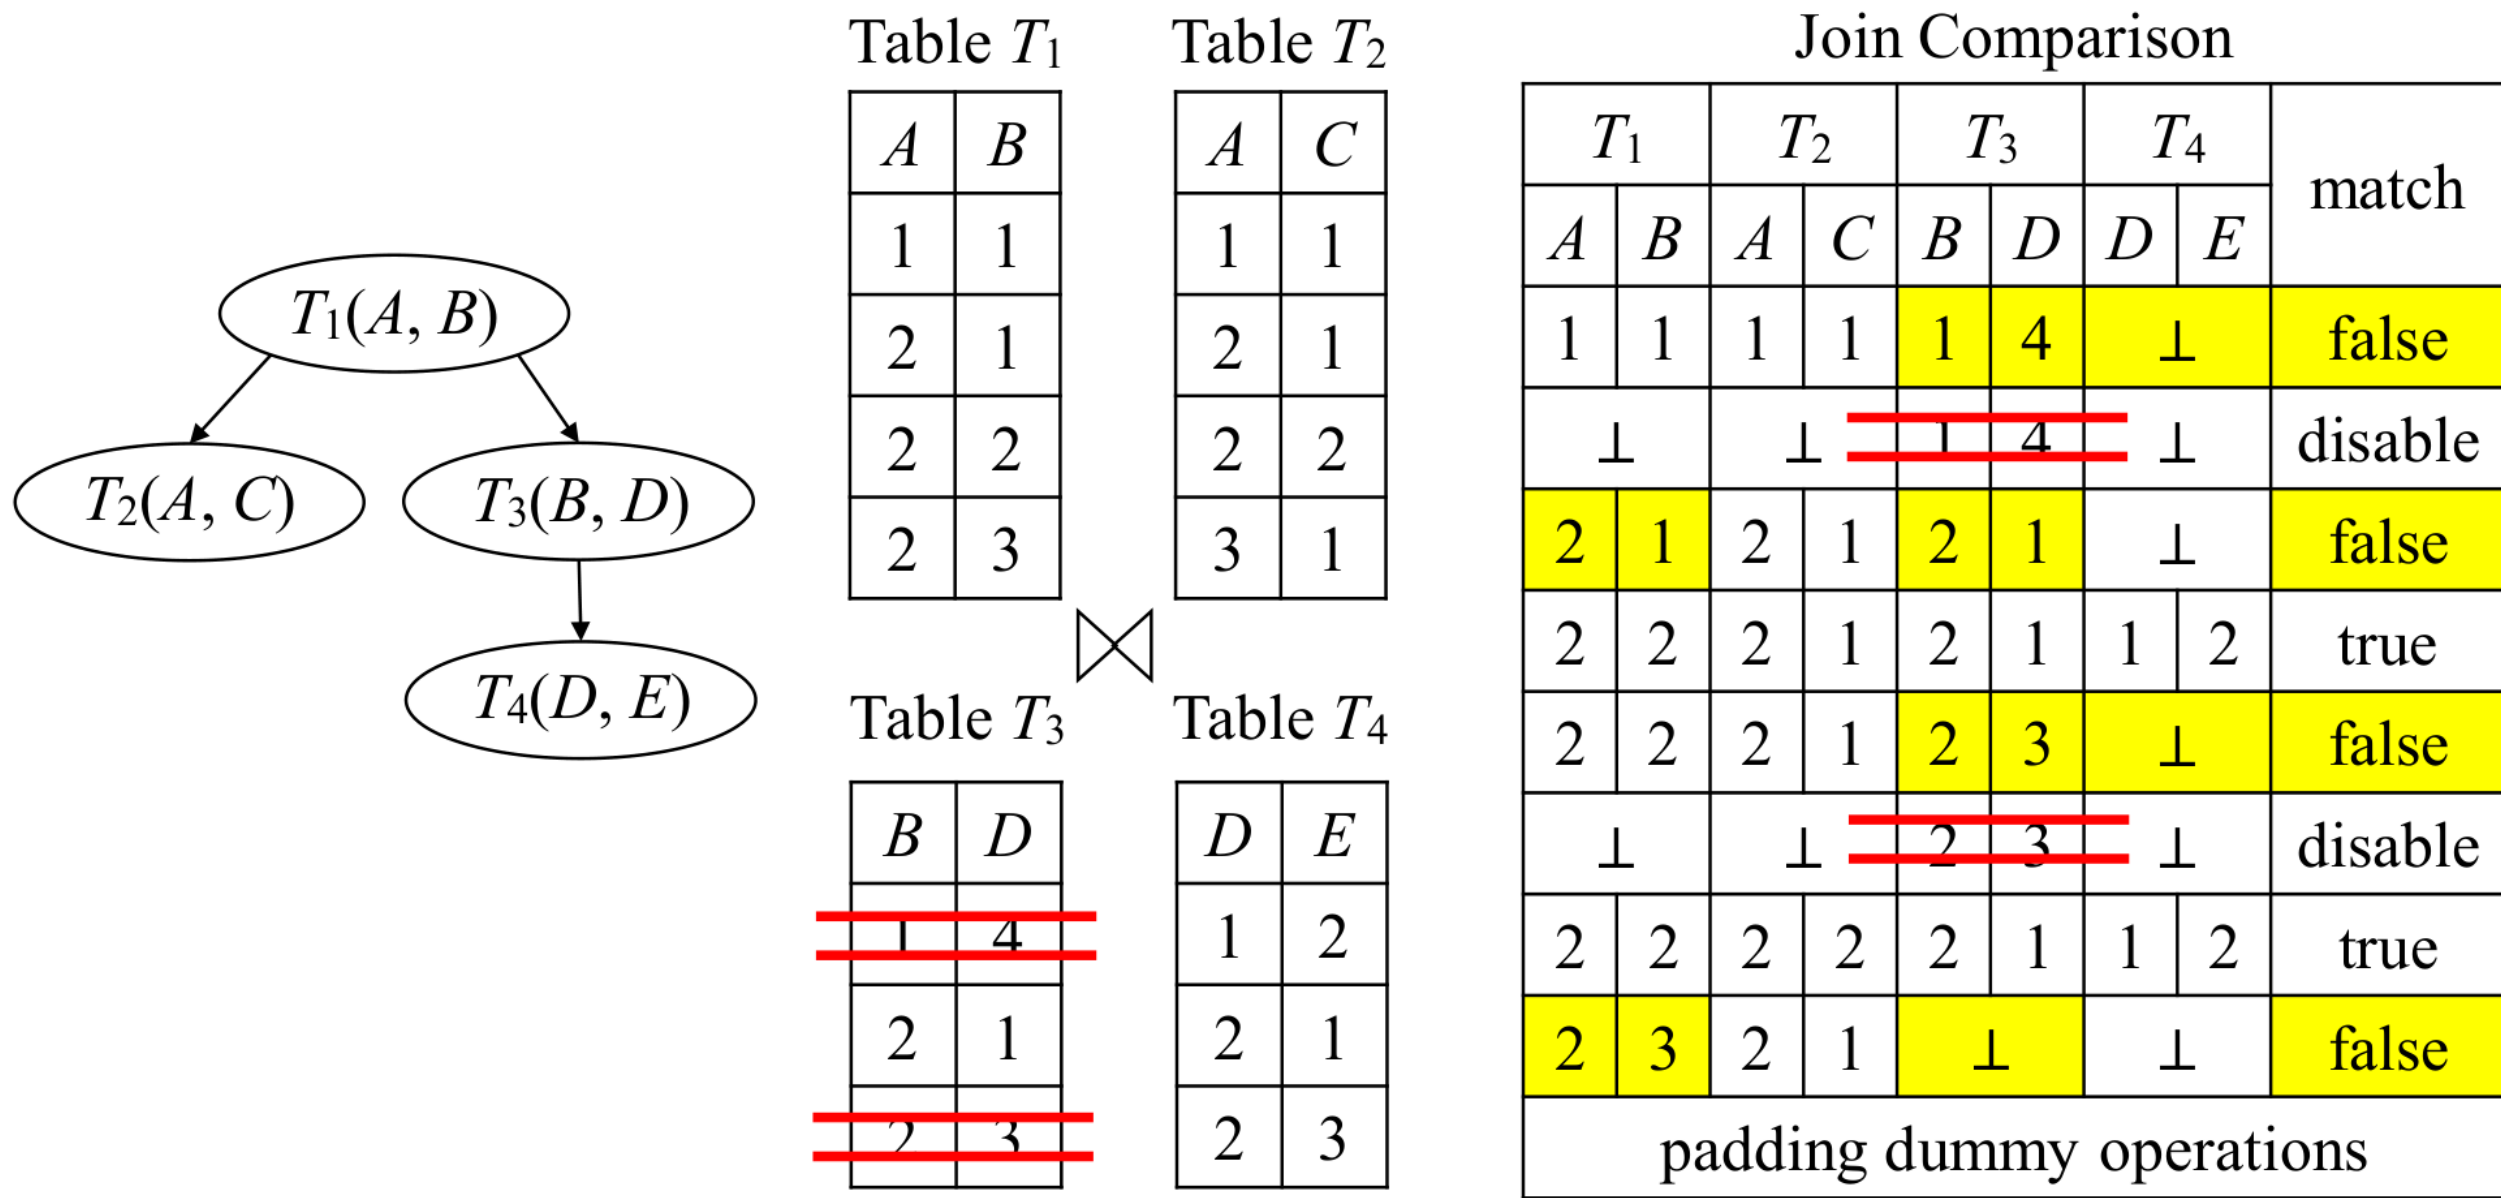 T1(A, B)
T2(A, C)
T3(B, D)
T4(D, E)
Table T1
A B
1 1
2 1
2 2
2 3
Table T2
A C
1 1
2 1
2 2
3 1
⋈
Table T3
B D
1 4
2 1
2 3
Table T4
D E
1 2
2 1
2 3
Join Comparison
T1 T2 T3 T4 match
A B A C B D D E
1 1 1 1 1 4 ⊥ false
⊥ ⊥ 1 4 ⊥ disable
2 1 2 1 2 1 ⊥ false
2 2 2 1 2 1 1 2 true
2 2 2 1 2 3 ⊥ false
⊥ ⊥ 2 3 ⊥ disable
2 2 2 2 2 1 1 2 true
2 3 2 1 ⊥ ⊥ false
padding dummy operations